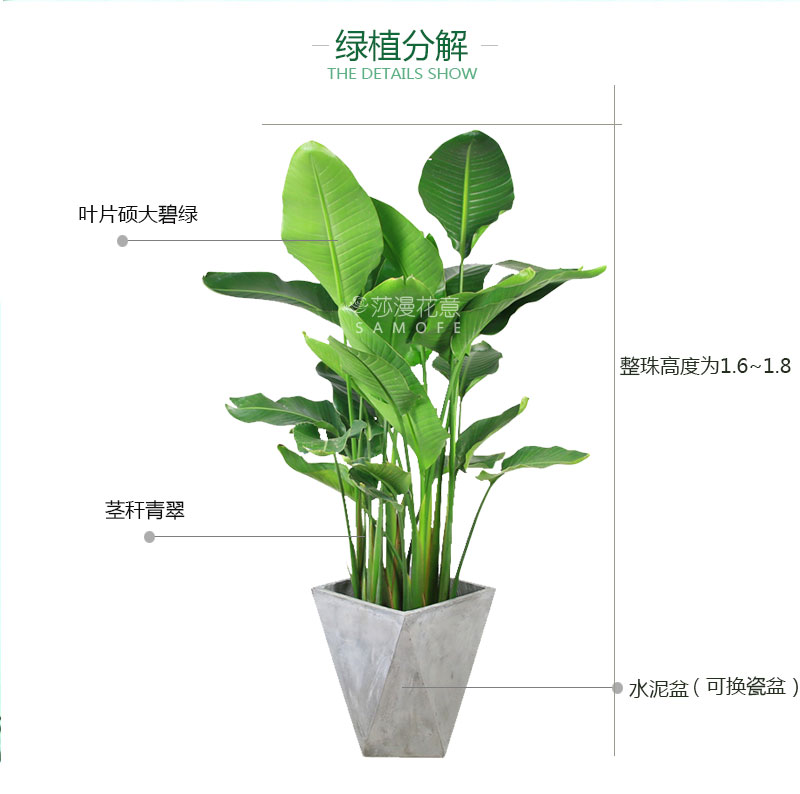 绿植分解
THE DETAILS SHOW
叶片硕大碧绿
莎漫花意
SAMOFE
整珠高度为1.6~1.8
茎秆青翠
水泥盆(可换瓷盆)